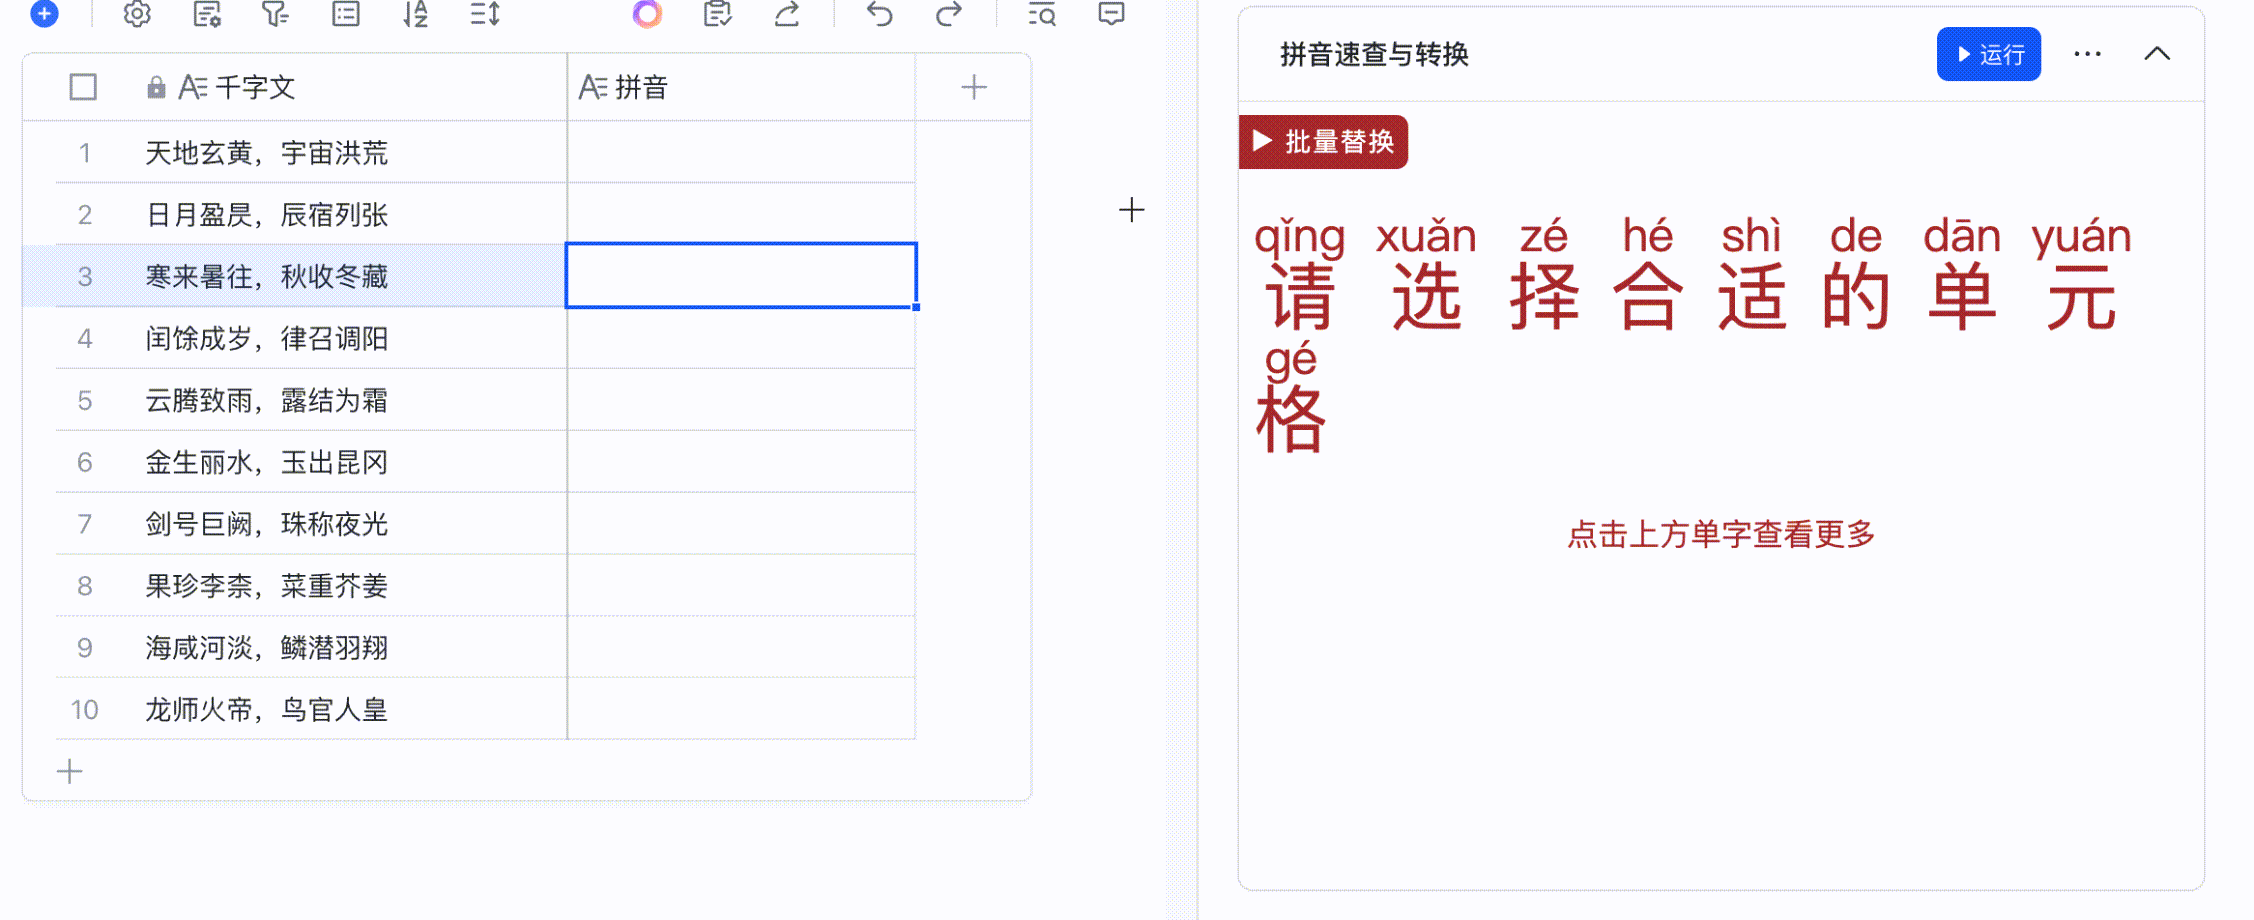 千字文 拼音
1 天地玄黄，宇宙洪荒
2 日月盈昃，辰宿列张
3 寒来暑往，秋收冬藏
4 闰馀成岁，律召调阳
5 云腾致雨，露结为霜
6 金生丽水，玉出昆冈
7 剑号巨阙，珠称夜光
8 果珍李柰，菜重芥姜
9 海咸河淡，鳞潜羽翔
10 龙师火帝，鸟官人皇
拼音速查与转换 运行
批量替换
qǐng xuǎn zé hé shì de dān yuán
请选择合适的单元
gé
格
点击上方单字查看更多